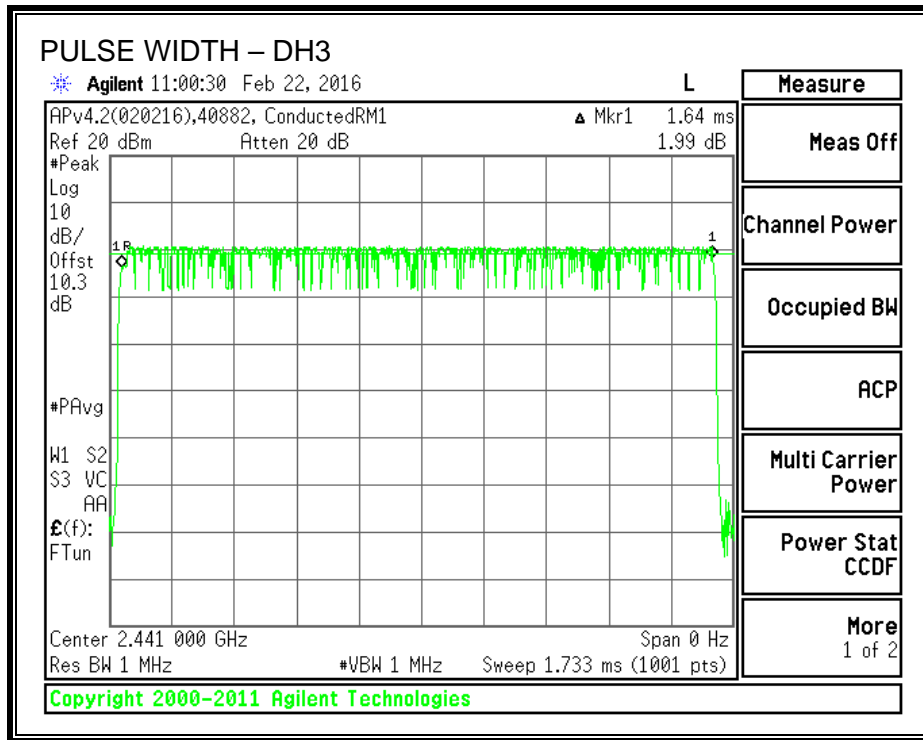 PULSE WIDTH – DH3
Agilent 11:00:30 Feb 22, 2016 L
APv4.2(020216),40882, ConductedRM1 Δ Mkr1 1.64 ms
Ref 20 dBm Atten 20 dB 1.99 dB
#Peak
Log
10
dB/
Offst
10.3
dB
1R
1
#PAvg
W1 S2
S3 VC
AA
£(f):
FTun
Center 2.441 000 GHz Span 0 Hz
Res BW 1 MHz #VBW 1 MHz Sweep 1.733 ms (1001 pts)
Measure
Meas Off
Channel Power
Occupied BW
ACP
Multi Carrier
Power
Power Stat
CCDF
More
1 of 2
Copyright 2000-2011 Agilent Technologies